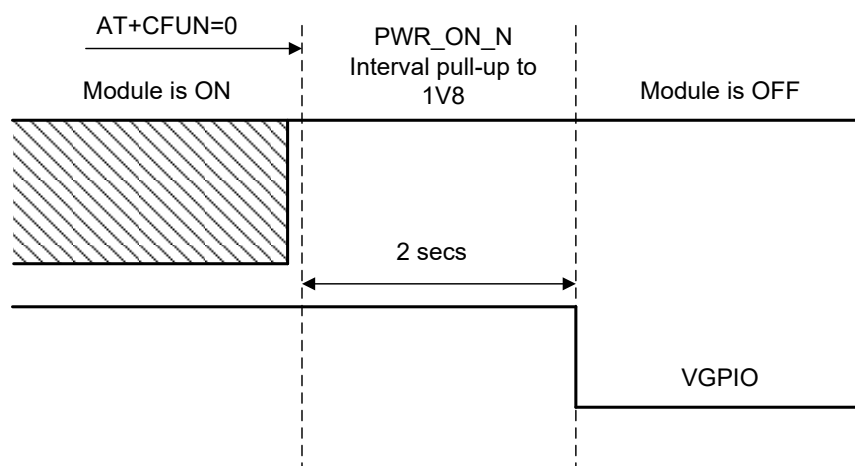 AT+CFUN=0
PWR_ON_N
Interval pull-up to
1V8
Module is ON
Module is OFF
2 secs
VGPIO